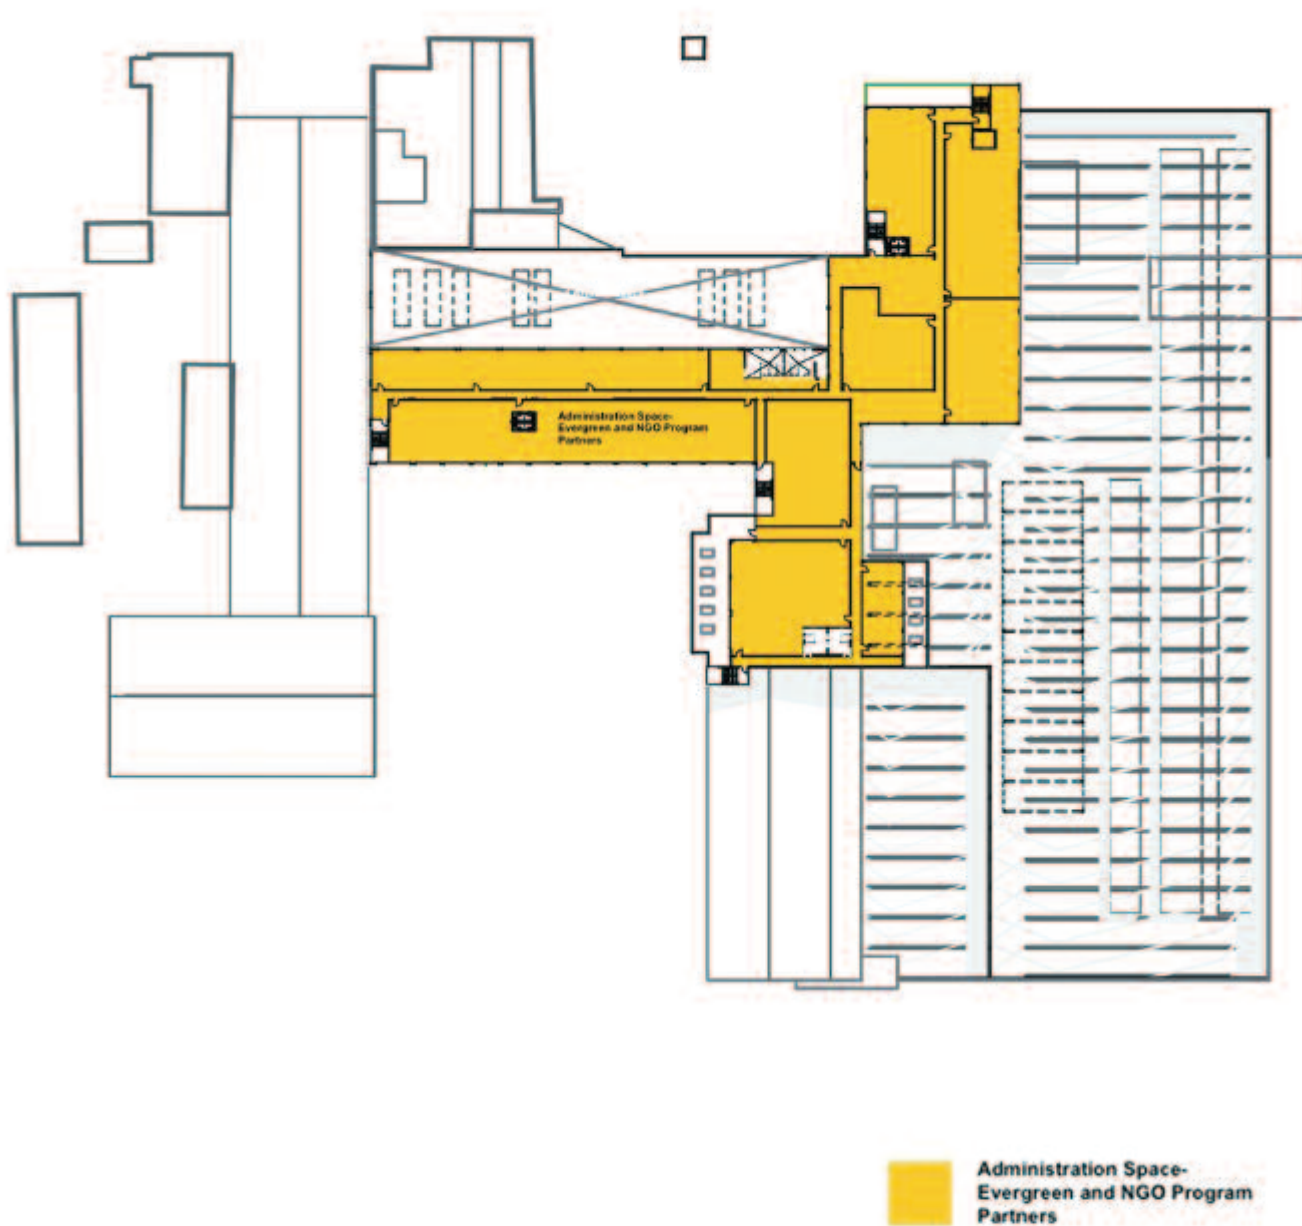 Administration Space-
Evergreen and NGO Program
Partners
Administration Space-
Evergreen and NGO Program
Partners